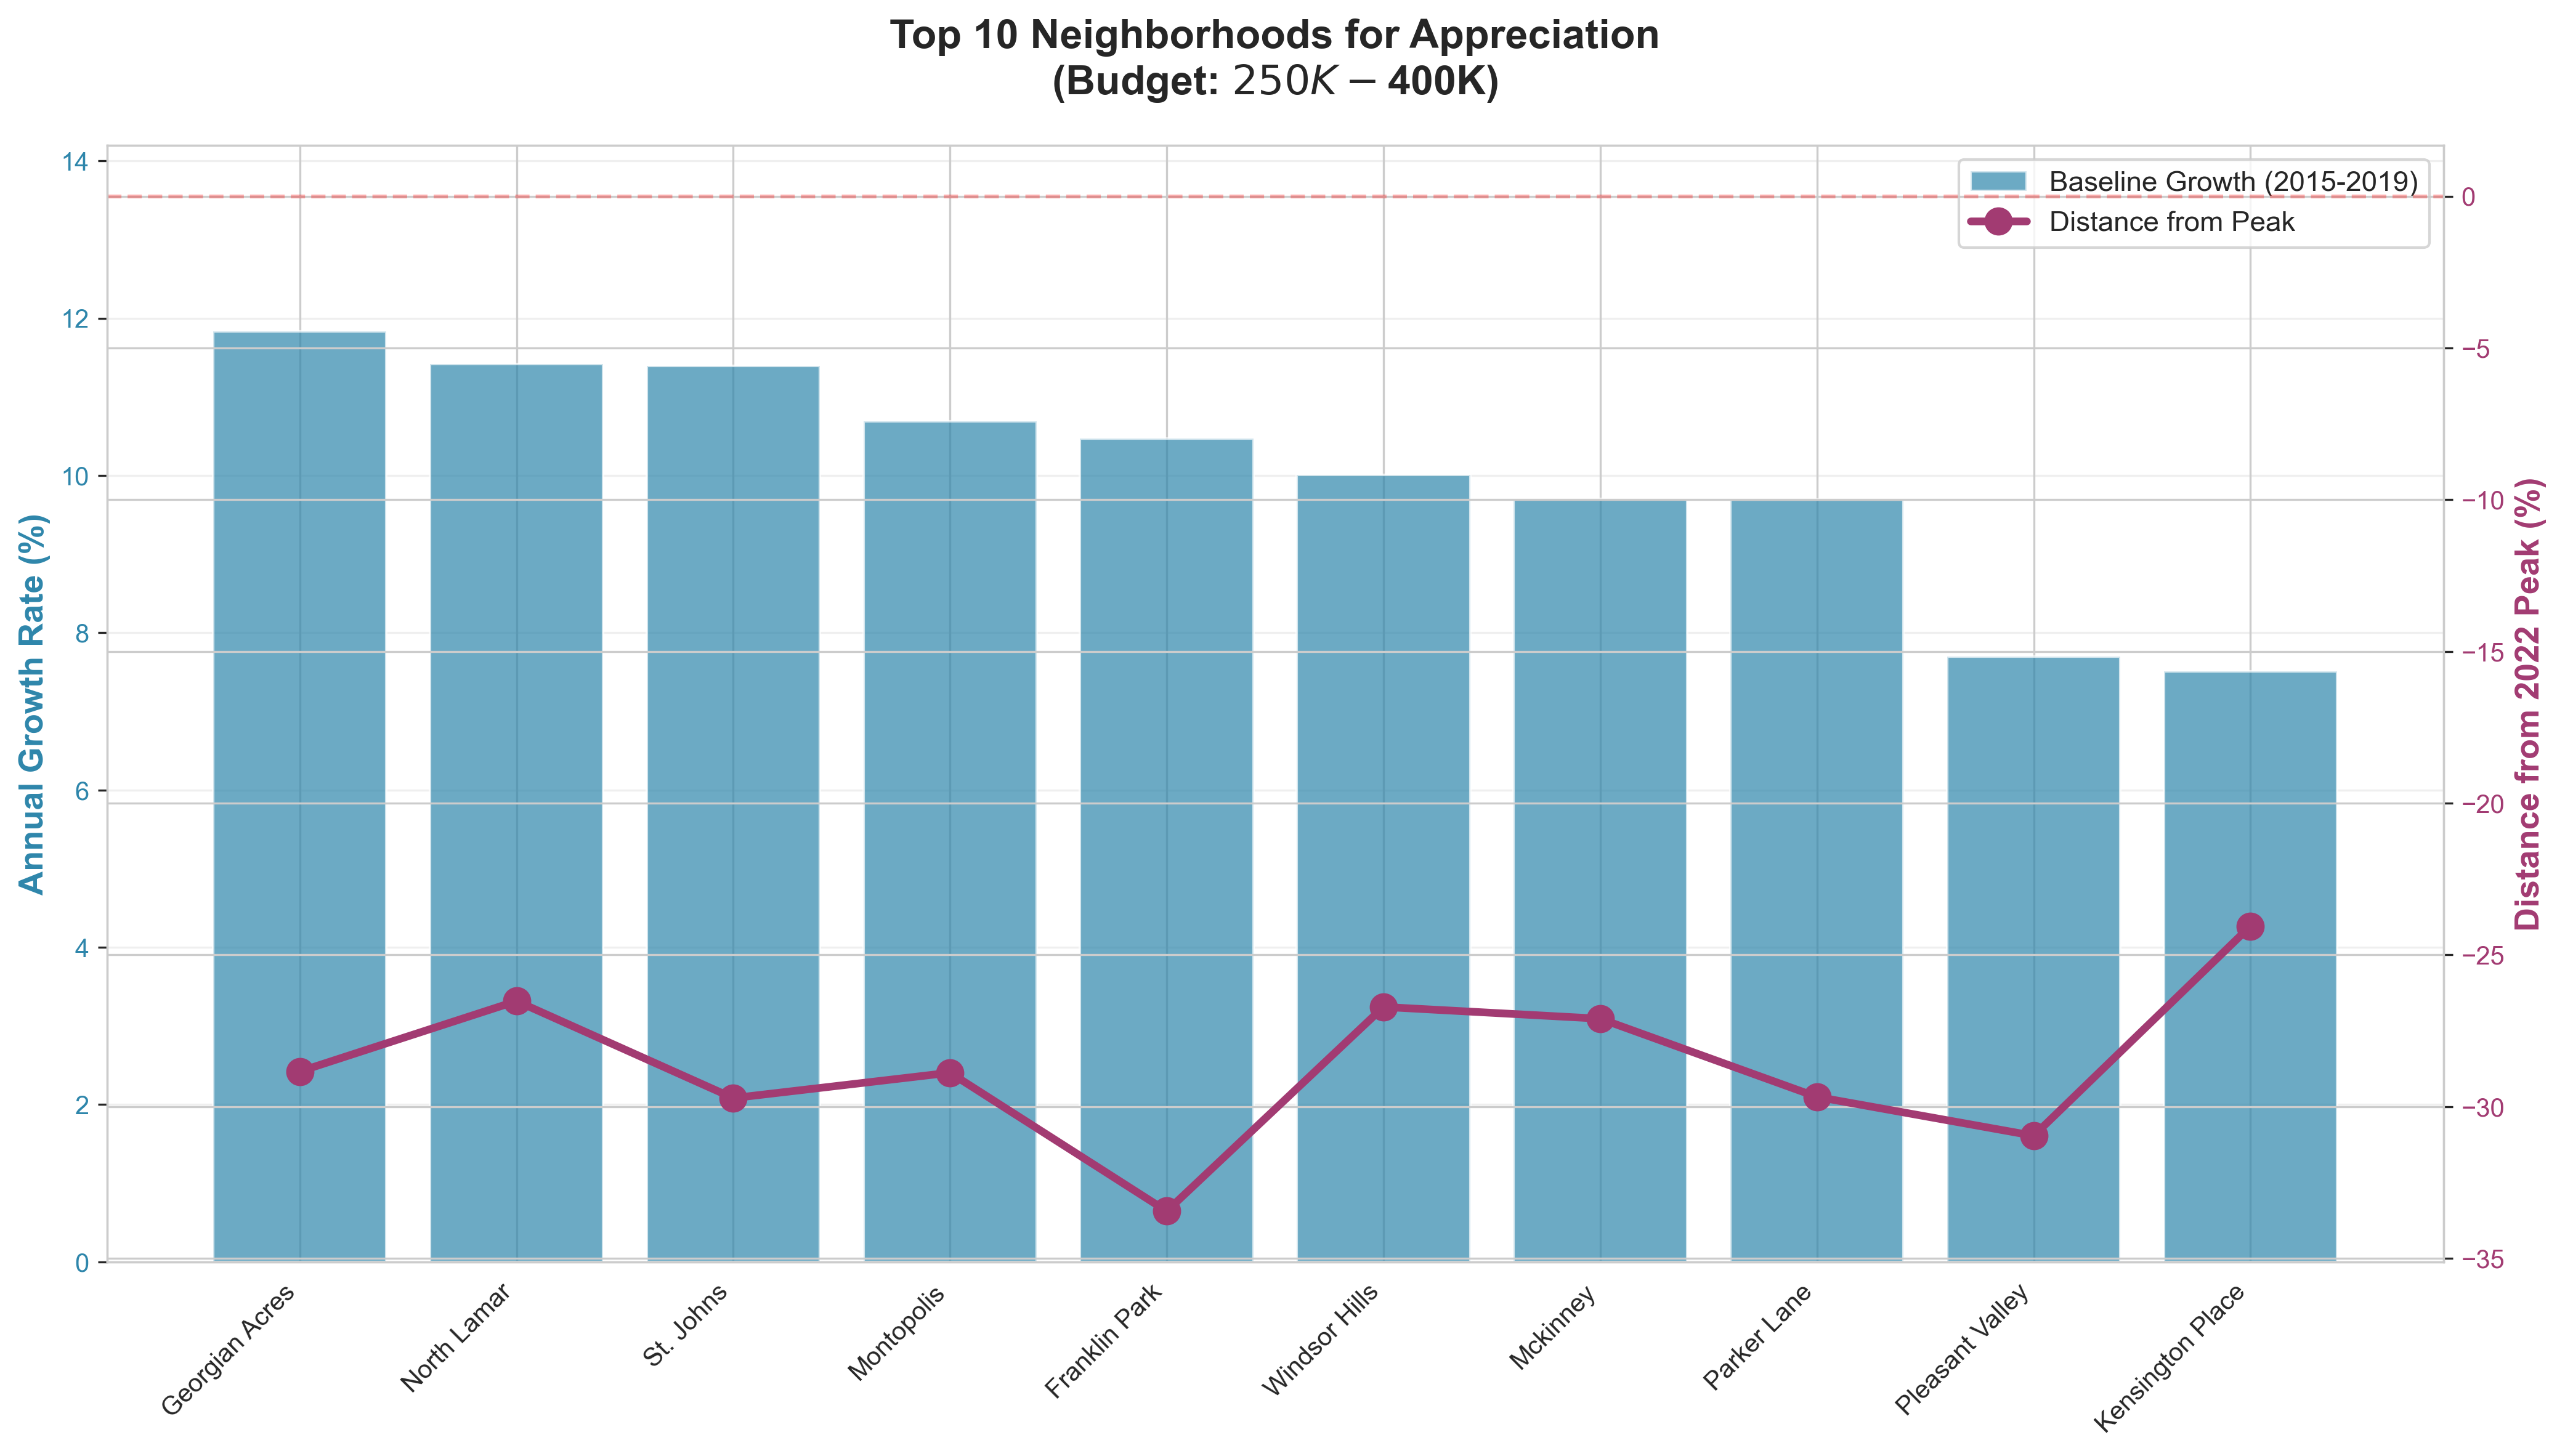 Top 10 Neighborhoods for Appreciation
(Budget: 250K − 400K)
Baseline Growth (2015-2019)
Distance from Peak
Annual Growth Rate (%)
14
12
10
8
6
4
2
0
Distance from 2022 Peak (%)
0
−5
−10
−15
−20
−25
−30
−35
Georgian Acres
North Lamar
St. Johns
Montopolis
Franklin Park
Windsor Hills
Mckinney
Parker Lane
Pleasant Valley
Kensington Place